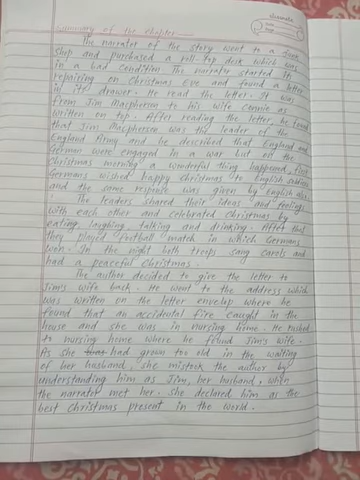 Summary of the Chapter
The narrator of the story went to a
shop and purchased a roll-top desk which was
in a bad condition. The narrator started its
repairing on Christmas Eve and found a letter
in its drawer. He read the letter. It was
from Jim Macpherson to his wife Connie as
written on top. After reading the letter, he found
that Jim Macpherson was the leader of the
England Army and he described that England and
German were engaged in a war but on the
Christmas morning a wonderful thing happened, first
Germans wished happy christmas to English soldiers
and the same response was given by English also.
The leaders shared their ideas and feelings
with each other and celebrated christmas by
eating, laughing, talking and drinking. After that
they played football match in which Germans
won. In the night both troops sang carols and
had a peaceful christmas.
The author decided to give the letter to
Jim's wife back. He went to the address which
was written on the letter envelop where he
found that an accidental fire caught in the
house and she was in nursing home. He rushed
to nursing home where he found Jim's wife.
As she had grown too old in the waiting
of her husband, she mistook the author by
understanding him as Jim, her husband, when
the narrator met her. She declared him as the
best Christmas present in the world.